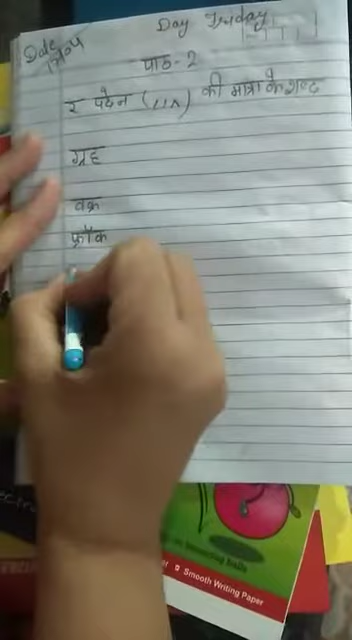 Day Friday
Date
पाठ-2
र पदेन (
की मात्रा के शब्द
ग्रह
वक्र
फ्रॉक
Smooth Writing Paper